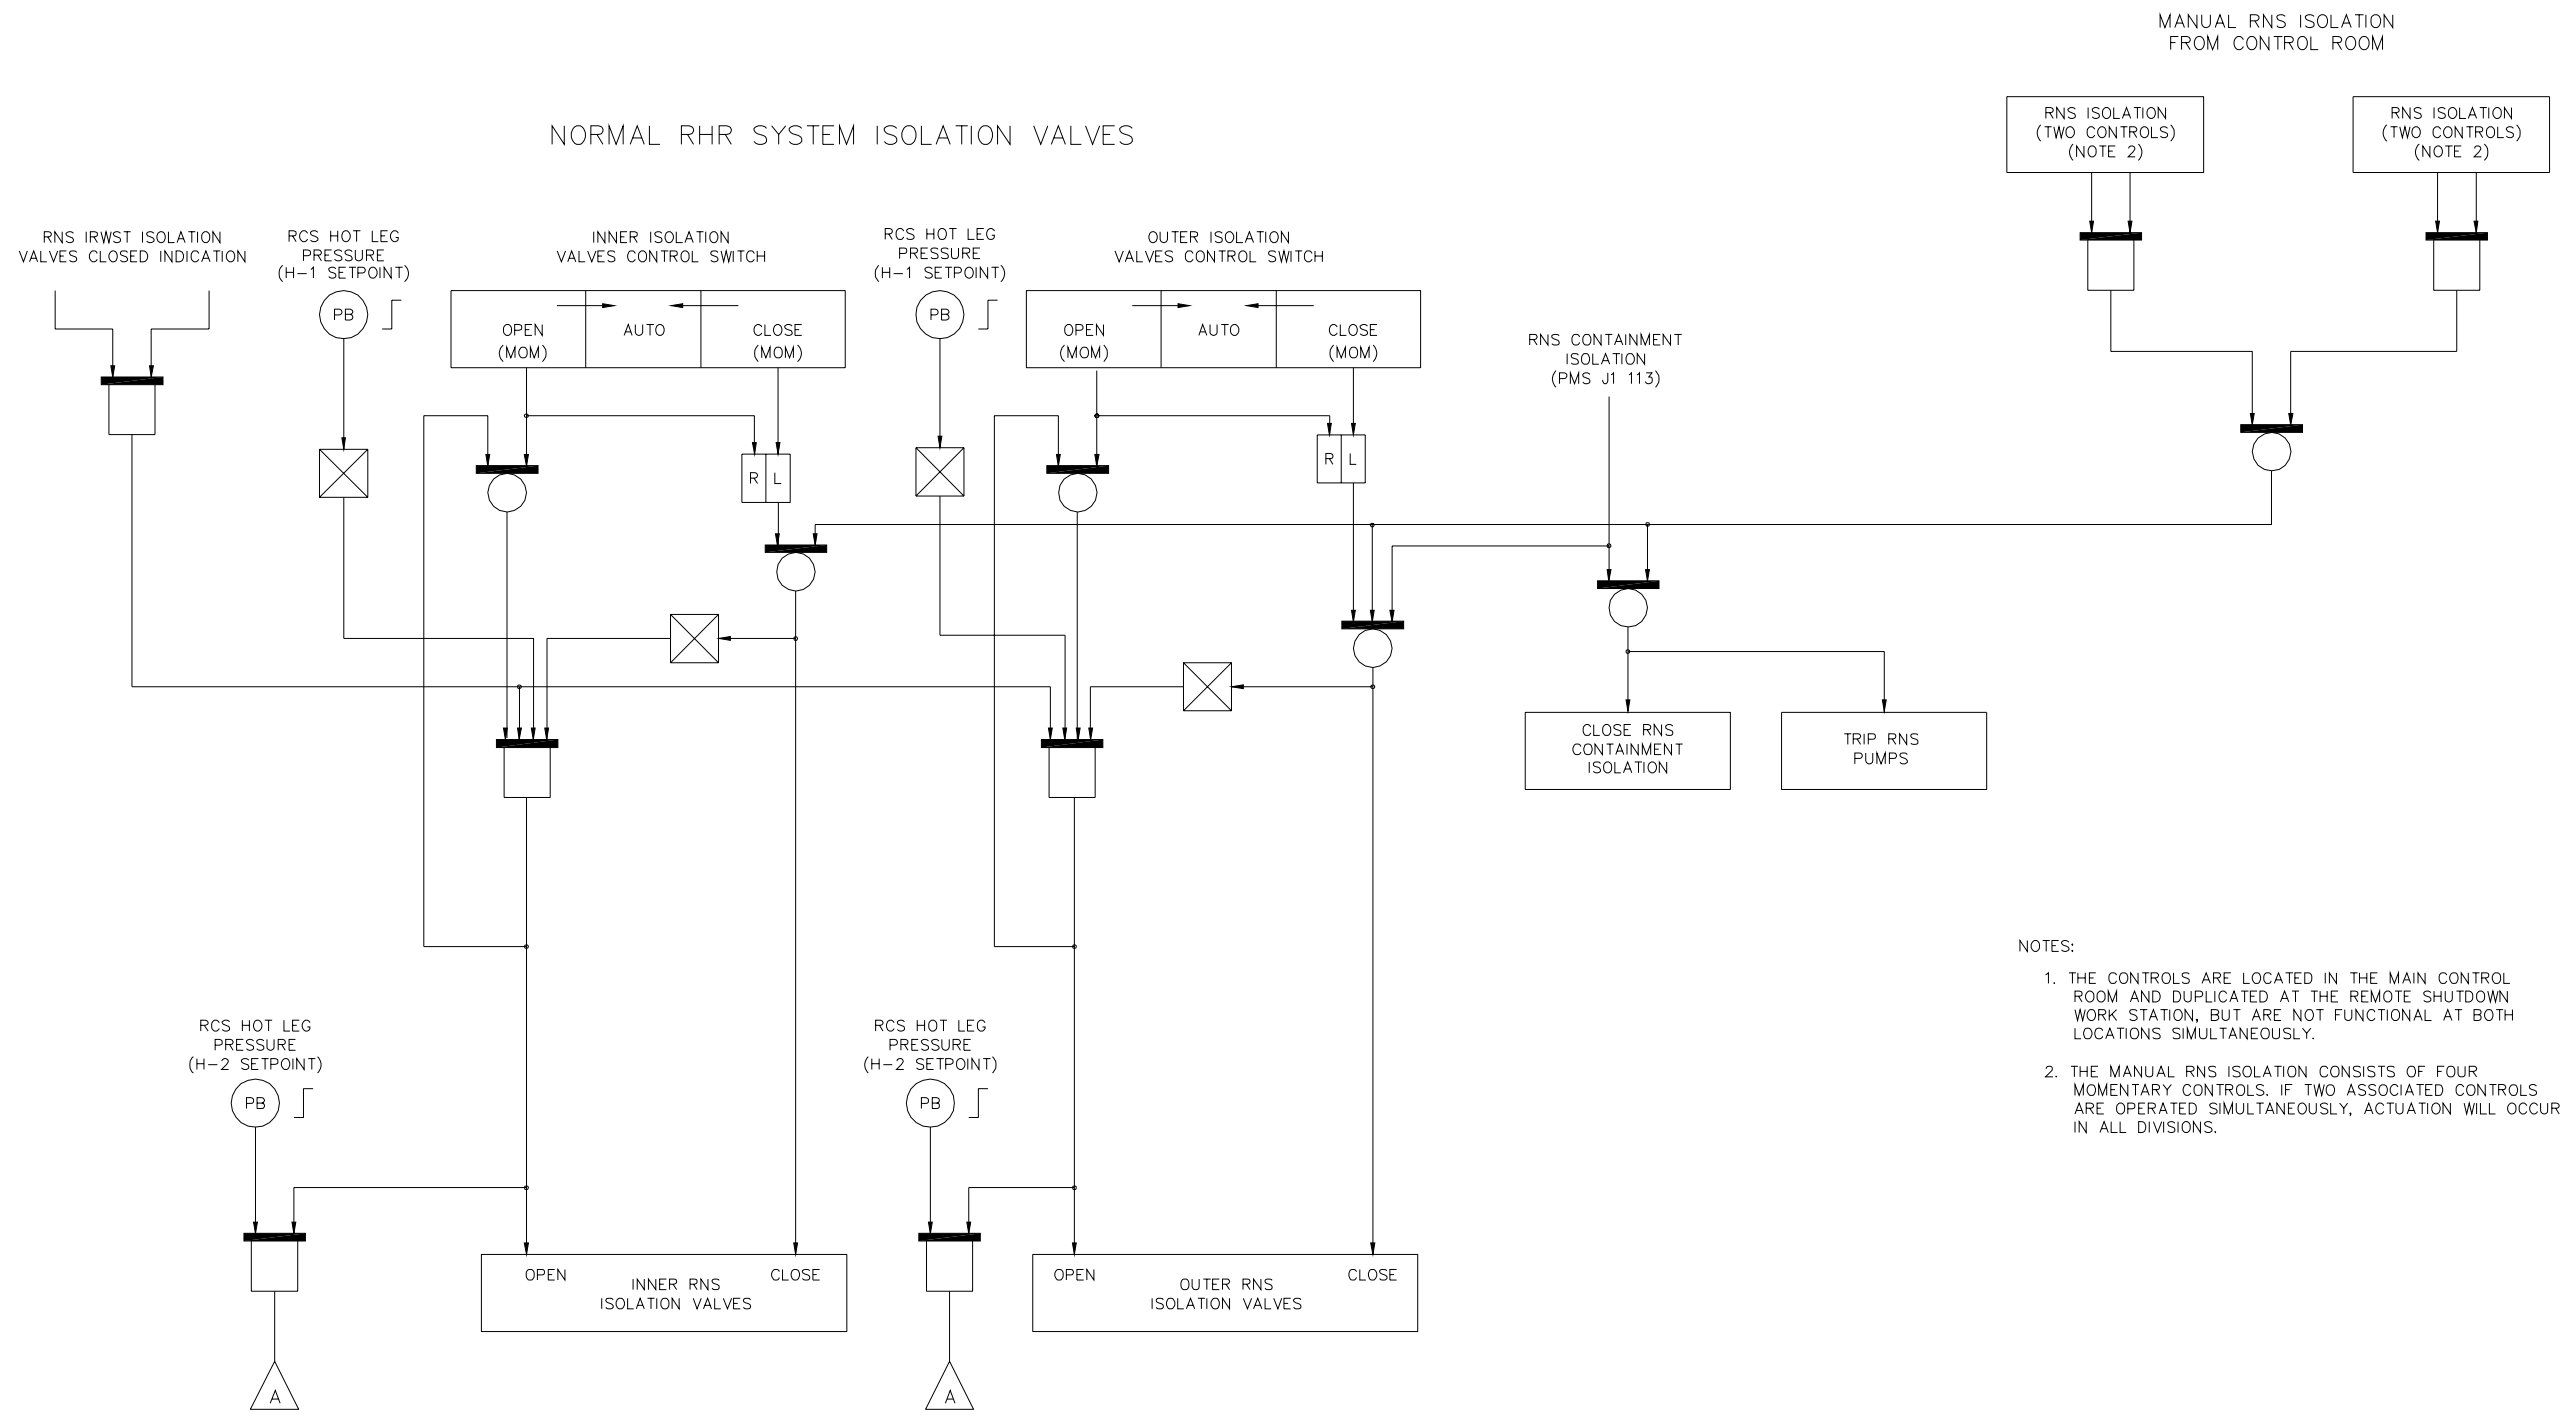 MANUAL RNS ISOLATION
FROM CONTROL ROOM
RNS ISOLATION
(TWO CONTROLS)
(NOTE 2)
RNS ISOLATION
(TWO CONTROLS)
(NOTE 2)
NORMAL RHR SYSTEM ISOLATION VALVES
RNS IRWST ISOLATION
VALVES CLOSED INDICATION
RCS HOT LEG
PRESSURE
(H-1 SETPOINT)
PB
INNER ISOLATION
VALVES CONTROL SWITCH
OPEN
(MOM)
AUTO
CLOSE
(MOM)
R L
RCS HOT LEG
PRESSURE
(H-1 SETPOINT)
PB
OUTER ISOLATION
VALVES CONTROL SWITCH
OPEN
(MOM)
AUTO
CLOSE
(MOM)
R L
RNS CONTAINMENT
ISOLATION
(PMS J1 113)
CLOSE RNS
CONTAINMENT
ISOLATION
TRIP RNS
PUMPS
NOTES:
1. THE CONTROLS ARE LOCATED IN THE MAIN CONTROL
ROOM AND DUPLICATED AT THE REMOTE SHUTDOWN
WORK STATION, BUT ARE NOT FUNCTIONAL AT BOTH
LOCATIONS SIMULTANEOUSLY.
2. THE MANUAL RNS ISOLATION CONSISTS OF FOUR
MOMENTARY CONTROLS. IF TWO ASSOCIATED CONTROLS
ARE OPERATED SIMULTANEOUSLY, ACTUATION WILL OCCUR
IN ALL DIVISIONS.
RCS HOT LEG
PRESSURE
(H-2 SETPOINT)
PB
RCS HOT LEG
PRESSURE
(H-2 SETPOINT)
PB
OPEN
INNER RNS
ISOLATION VALVES
CLOSE
OPEN
OUTER RNS
ISOLATION VALVES
CLOSE
A
A